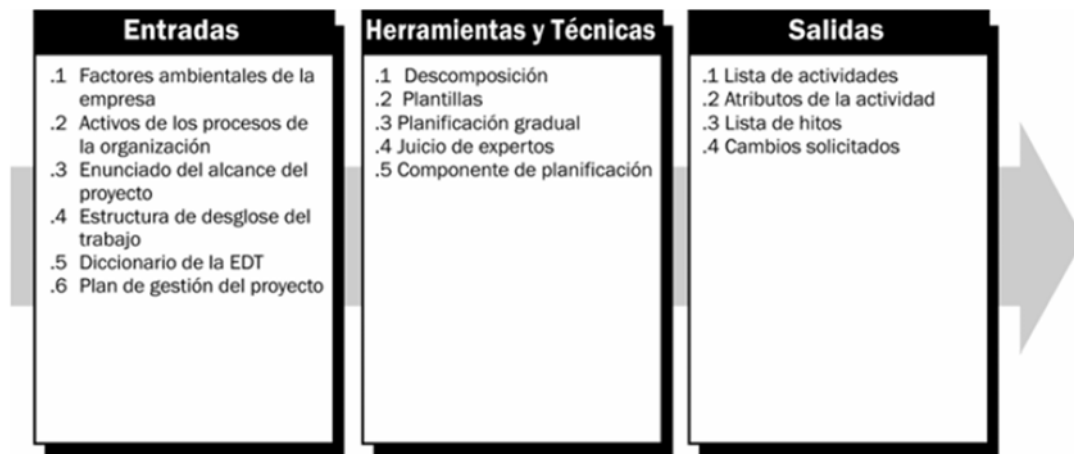 Entradas
.1 Factores ambientales de la
empresa
.2 Activos de los procesos de
la organización
.3 Enunciado del alcance del
proyecto
.4 Estructura de desglose del
trabajo
.5 Diccionario de la EDT
.6 Plan de gestión del proyecto
Herramientas y Técnicas
.1 Descomposición
.2 Plantillas
.3 Planificación gradual
.4 Juicio de expertos
.5 Componente de planificación
Salidas
.1 Lista de actividades
.2 Atributos de la actividad
.3 Lista de hitos
.4 Cambios solicitados